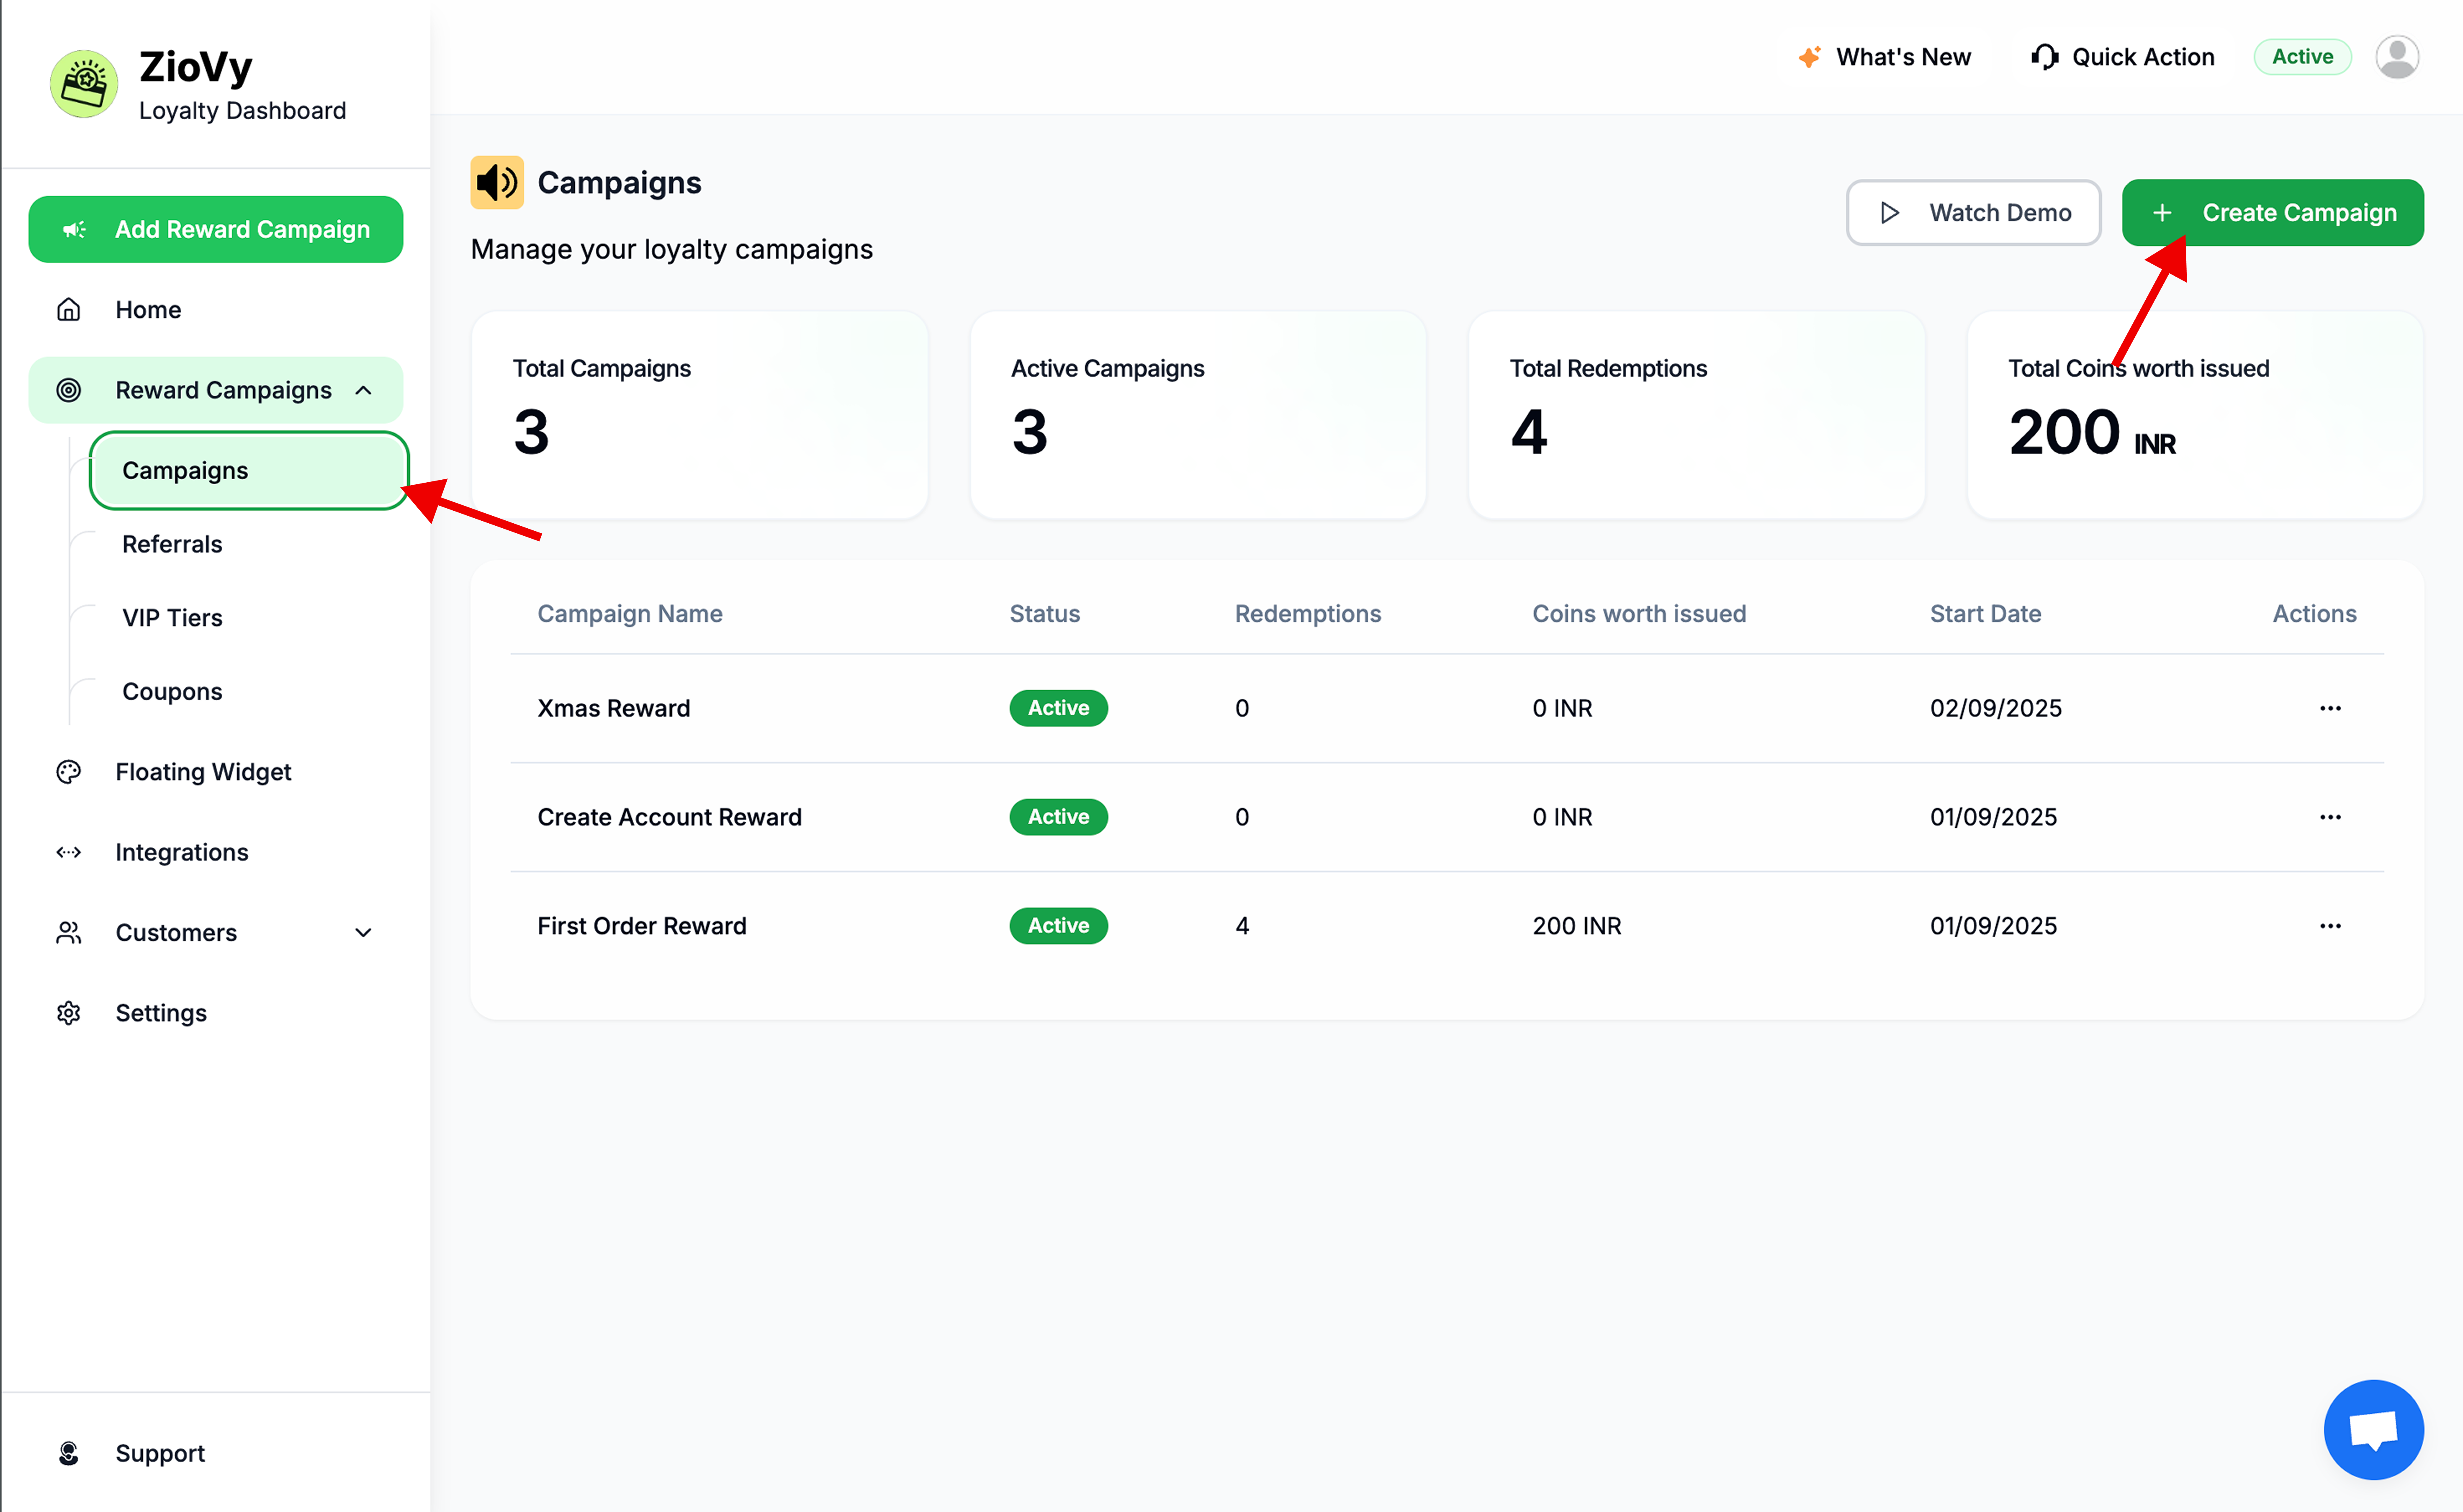 ZioVy
Loyalty Dashboard
Add Reward Campaign
Home
Reward Campaigns
Campaigns
Referrals
VIP Tiers
Coupons
Floating Widget
Integrations
Customers
Settings
Support
What's New
Quick Action
Active
Campaigns
Manage your loyalty campaigns
Watch Demo
+ Create Campaign
Total Campaigns
3
Active Campaigns
3
Total Redemptions
4
Total Coins worth issued
200 INR
Campaign Name Status Redemptions Coins worth issued Start Date Actions
Xmas Reward Active 0 0 INR 02/09/2025 ...
Create Account Reward Active 0 0 INR 01/09/2025 ...
First Order Reward Active 4 200 INR 01/09/2025 ...